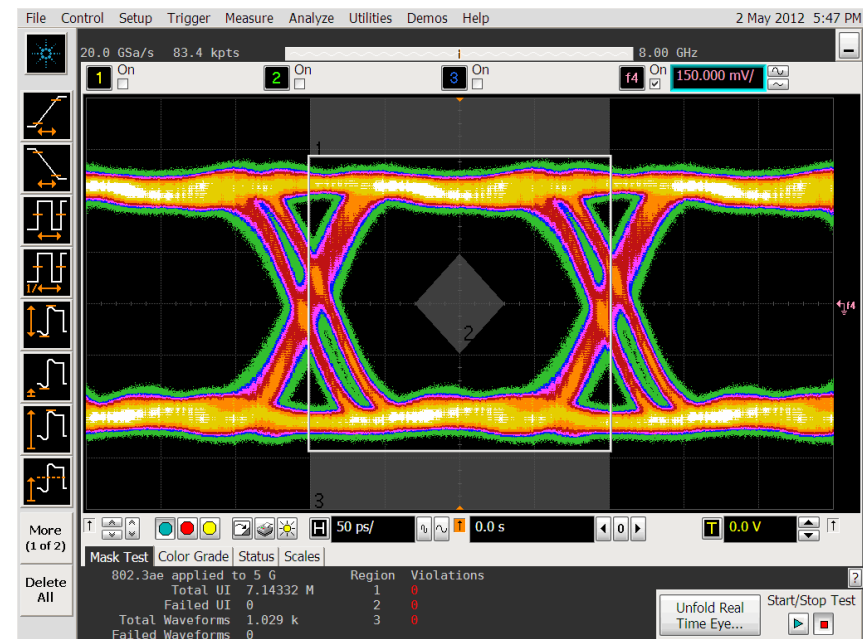 File Control Setup Trigger Measure Analyze Utilities Demos Help 2 May 2012 5:47 PM
20.0 GSa/s 83.4 kpts 8.00 GHz
1 On 2 On 3 On f4 On 150.000 mV/
1
2
f4
3
H 50 ps/ 0.0 s 0 T 0.0 V
More
(1 of 2)
Delete
All
Mask Test Color Grade Status Scales
802.3ae applied to 5 G Region Violations
Total UI 7.14332 M 1 0
Failed UI 0 2 0
Total Waveforms 1.029 k 3 0
Failed Waveforms 0
?
Unfold Real
Time Eye...
Start/Stop Test